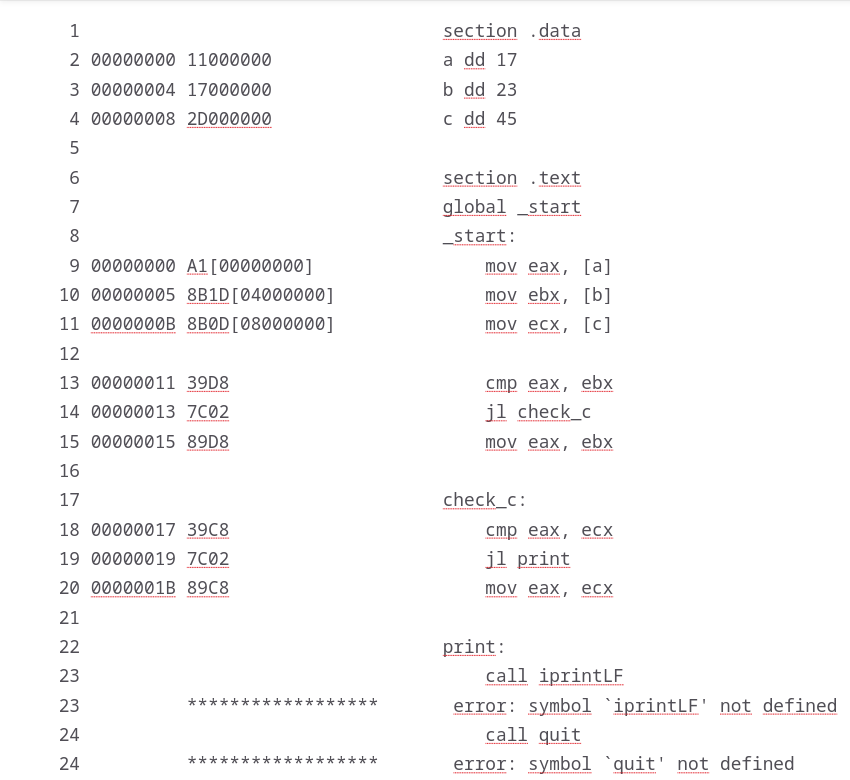 1                                  section .data
2 00000000 11000000                a dd 17
3 00000004 17000000                b dd 23
4 00000008 2D000000                c dd 45
5
6                                  section .text
7                                  global _start
8                                  _start:
9 00000000 A1[00000000]                mov eax, [a]
10 00000005 8B1D[04000000]                mov ebx, [b]
11 0000000B 8B0D[08000000]                mov ecx, [c]
12
13 00000011 39D8                        cmp eax, ebx
14 00000013 7C02                        jl check_c
15 00000015 89D8                        mov eax, ebx
16
17                                  check_c:
18 00000017 39C8                        cmp eax, ecx
19 00000019 7C02                        jl print
20 0000001B 89C8                        mov eax, ecx
21
22                                  print:
23                                      call iprintLF
23          ******************       error: symbol `iprintLF' not defined
24                                      call quit
24          ******************       error: symbol `quit' not defined